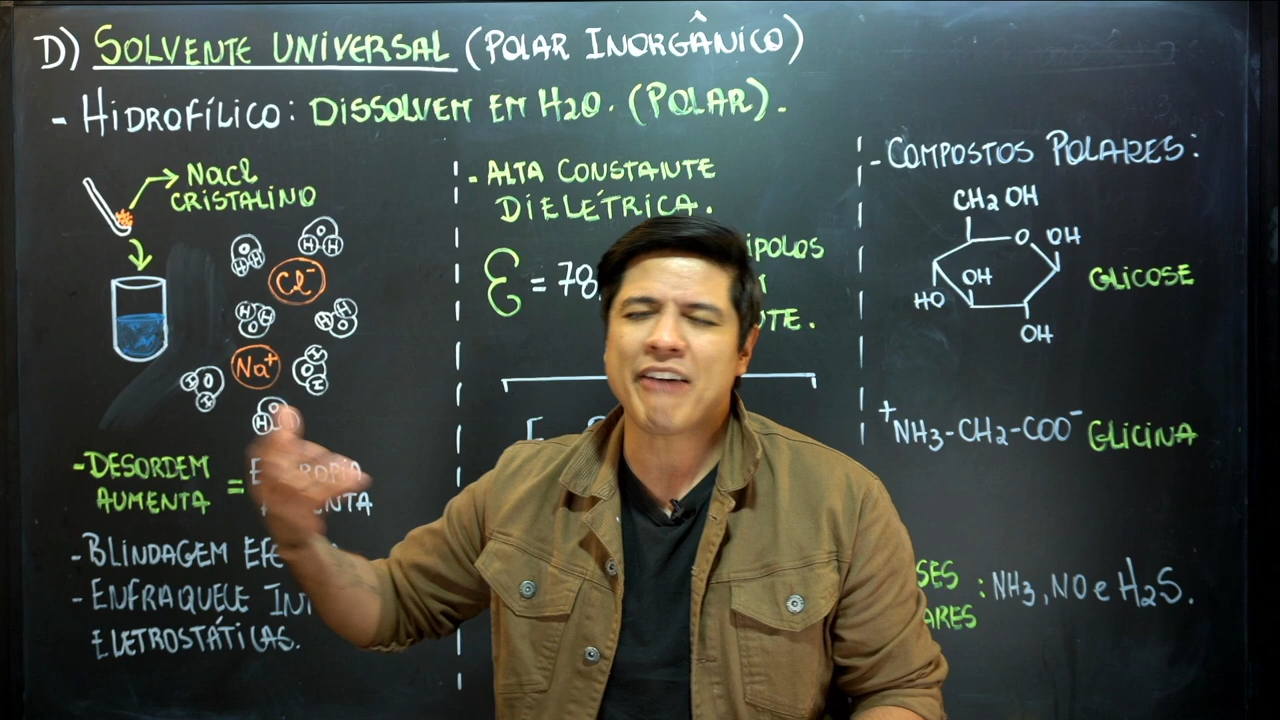 D) SOLVENTE UNIVERSAL (POLAR INORGÂNICO)
- HIDROFÍLICO: DISSOLVEM EM H2O. (POLAR).
NaCl
CRISTALINO
H O H
H O H
Cl-
H O H
H O H
Na+
H O H
H O H
H O
- DESORDEM
AUMENTA =
- BLINDAGEM
- ENFRAQUECE
ELETROSTÁTICAS.
- ALTA CONSTANTE
DIELÉTRICA.
ε = 78,
- COMPOSTOS POLARES:
CH2OH
O OH
OH
HO
OH
GLICOSE
+NH3-CH2-COO- GLICINA
: NH3, NO e H2S.